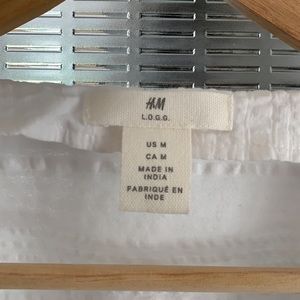 H&M
L.O.G.G.
US M
CA M
MADE IN
INDIA
FABRIQUÉ EN
INDE